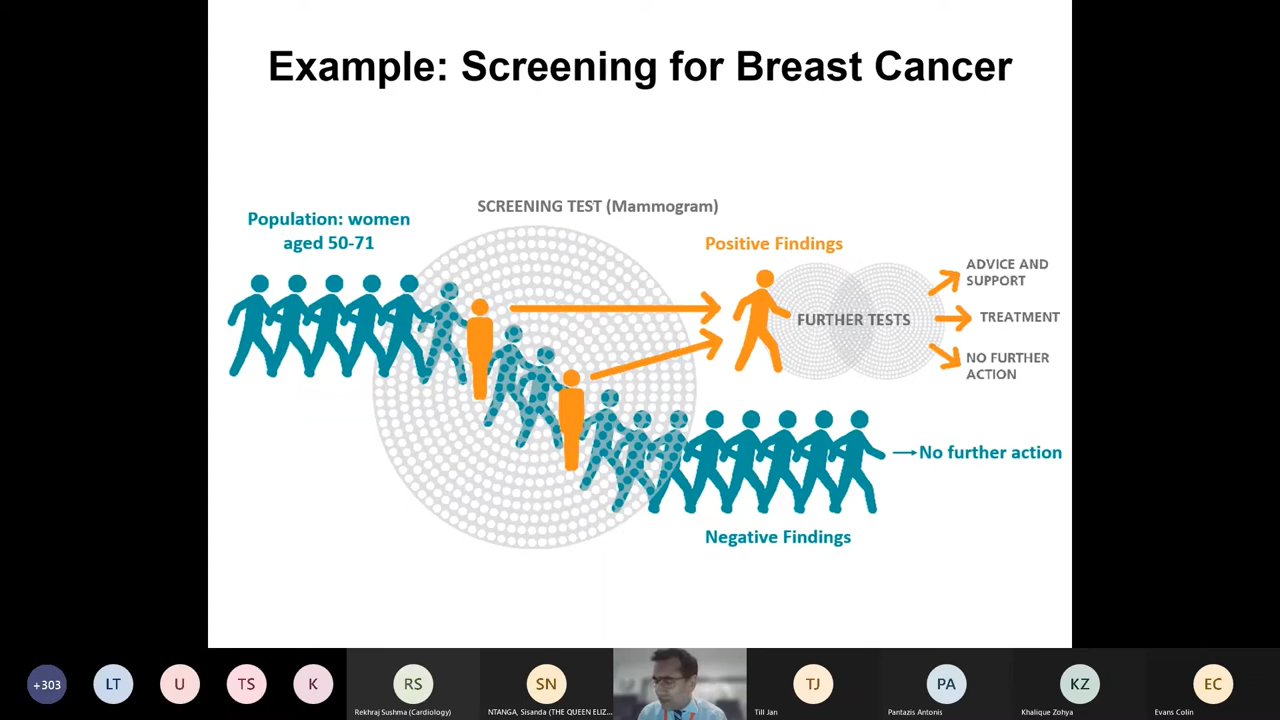 Example: Screening for Breast Cancer
SCREENING TEST (Mammogram)
Population: women
aged 50-71
Positive Findings
FURTHER TESTS
ADVICE AND
SUPPORT
TREATMENT
NO FURTHER
ACTION
No further action
Negative Findings
+303
LT
U
TS
K
RS
Rekhraj Sushma (Cardiology)
SN
NTANGA, Sisanda (THE QUEEN ELIZ...
TJ
Till Jan
PA
Pantazis Antonis
KZ
Khalique Zohya
EC
Evans Colin